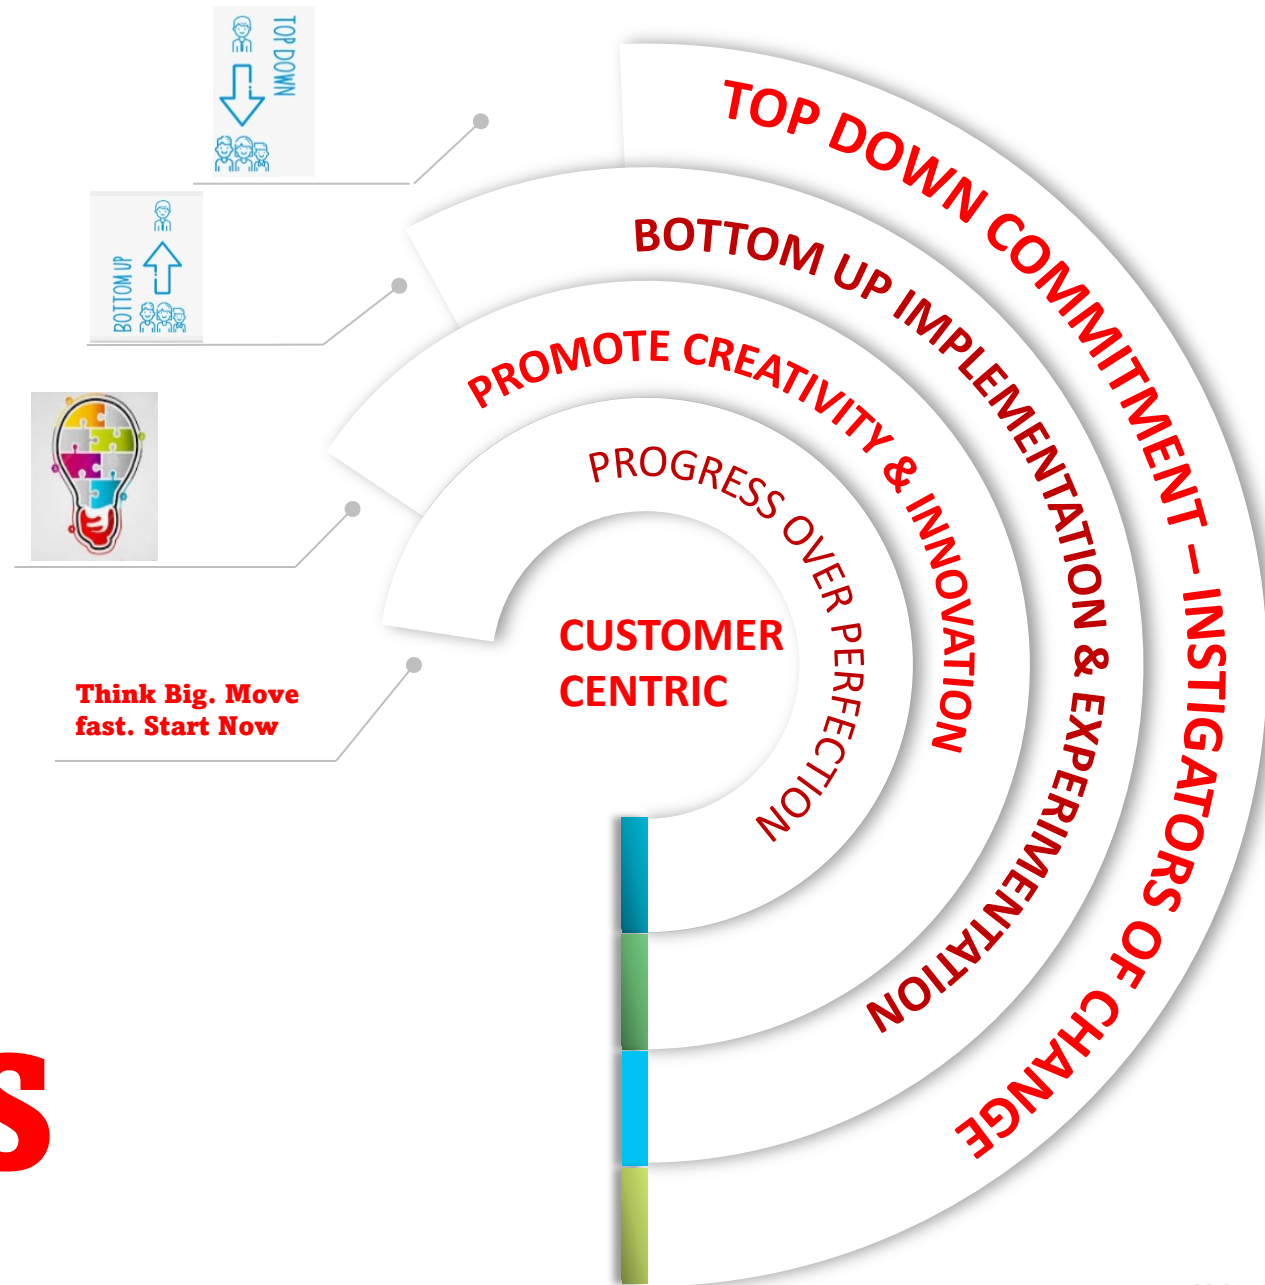 TOP DOWN
BOTTOM UP
Think Big. Move
fast. Start Now
TOP DOWN COMMITMENT – INSTIGATORS OF CHANGE
BOTTOM UP IMPLEMENTATION & EXPERIMENTATION
PROMOTE CREATIVITY & INNOVATION
PROGRESS OVER PERFECTION
CUSTOMER
CENTRIC
S